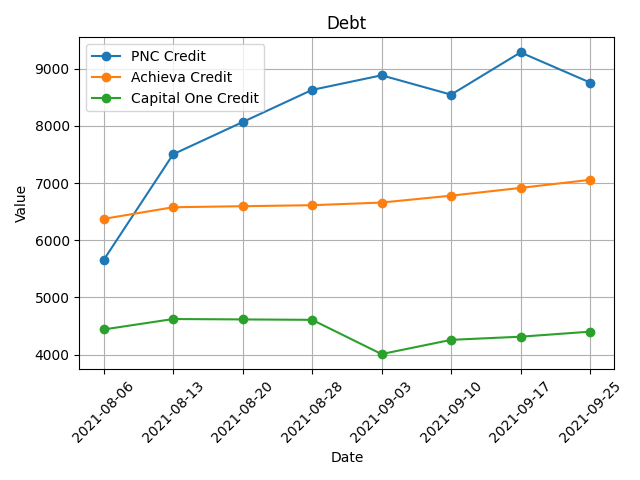 Debt
PNC Credit
Achieva Credit
Capital One Credit
9000
8000
7000
6000
5000
4000
Value
2021-08-06
2021-08-13
2021-08-20
2021-08-28
2021-09-03
2021-09-10
2021-09-17
2021-09-25
Date